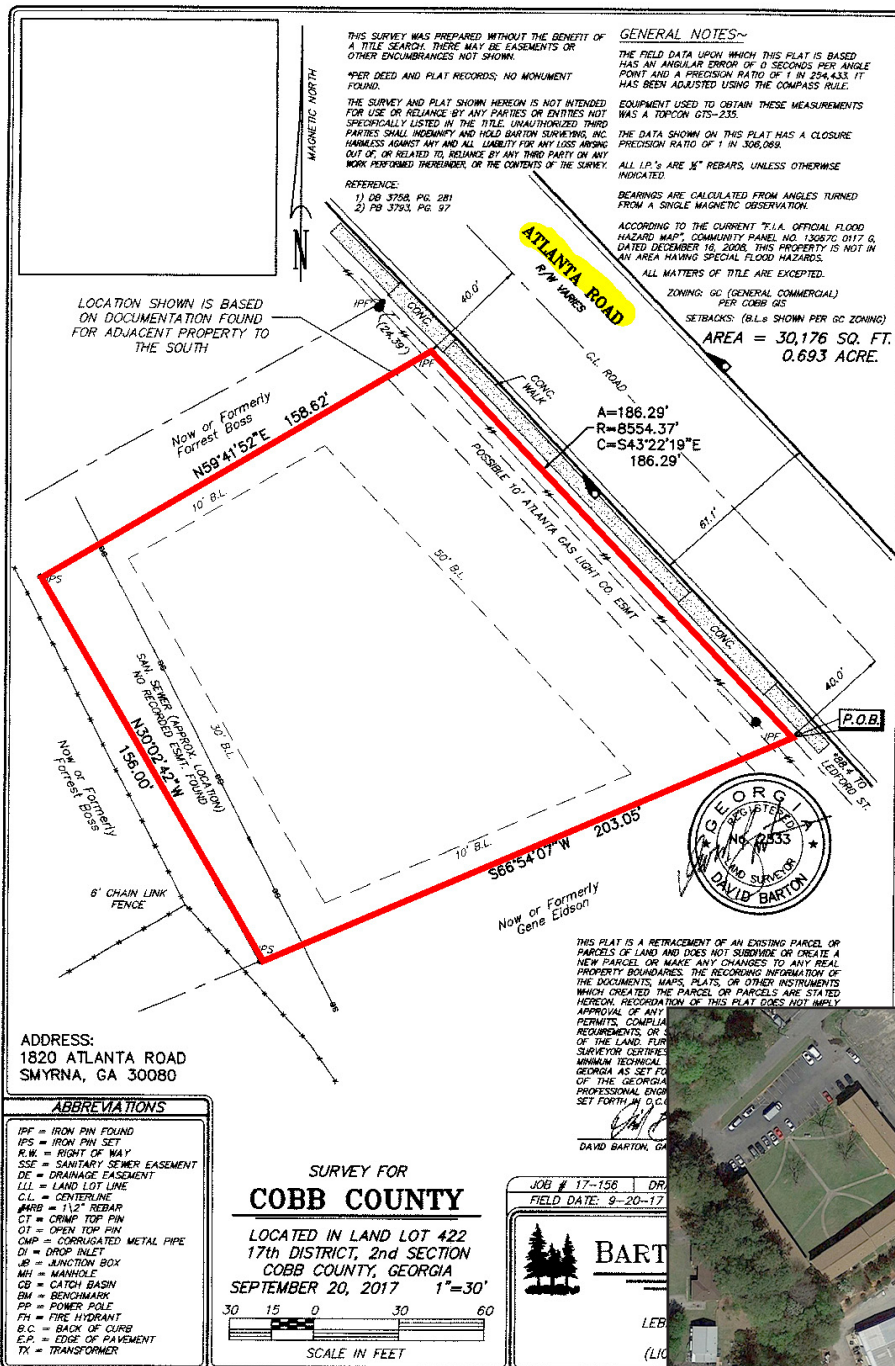 THIS SURVEY WAS PREPARED WITHOUT THE BENEFIT OF
A TITLE SEARCH. THERE MAY BE EASEMENTS OR
OTHER ENCUMBRANCES NOT SHOWN.
*PER DEED AND PLAT RECORDS; NO MONUMENT
FOUND.
THE SURVEY AND PLAT SHOWN HEREON IS NOT INTENDED
FOR USE OR RELIANCE BY ANY PARTIES OR ENTITIES NOT
SPECIFICALLY LISTED IN THE TITLE. UNAUTHORIZED THIRD
PARTIES SHALL INDEMNIFY AND HOLD BARTON SURVEYING, INC.
HARMLESS AGAINST ANY AND ALL LIABILITY FOR ANY LOSS ARISING
OUT OF, OR RELATED TO, RELIANCE BY ANY THIRD PARTY ON ANY
WORK PERFORMED THEREUNDER, OR THE CONTENTS OF THE SURVEY.
REFERENCE:
1) DB 3758, PG. 281
2) PB 3793, PG. 97
GENERAL NOTES~
THE FIELD DATA UPON WHICH THIS PLAT IS BASED
HAS AN ANGULAR ERROR OF 0 SECONDS PER ANGLE
POINT AND A PRECISION RATIO OF 1 IN 254,433. IT
HAS BEEN ADJUSTED USING THE COMPASS RULE.
EQUIPMENT USED TO OBTAIN THESE MEASUREMENTS
WAS A TOPCON GTS-235.
THE DATA SHOWN ON THIS PLAT HAS A CLOSURE
PRECISION RATIO OF 1 IN 306,069.
ALL I.P.'s ARE ½" REBARS, UNLESS OTHERWISE
INDICATED.
BEARINGS ARE CALCULATED FROM ANGLES TURNED
FROM A SINGLE MAGNETIC OBSERVATION.
ACCORDING TO THE CURRENT "F.I.A. OFFICIAL FLOOD
HAZARD MAP", COMMUNITY PANEL NO. 13067C 0117 G,
DATED DECEMBER 16, 2008, THIS PROPERTY IS NOT IN
AN AREA HAVING SPECIAL FLOOD HAZARDS.
ALL MATTERS OF TITLE ARE EXCEPTED.
ZONING: GC (GENERAL COMMERCIAL)
PER COBB GIS
SETBACKS: (B.L.s SHOWN PER GC ZONING)
AREA = 30,176 SQ. FT.
0.693 ACRE.
MAGNETIC NORTH
N
ATLANTA ROAD
R/W VARIES
LOCATION SHOWN IS BASED
ON DOCUMENTATION FOUND
FOR ADJACENT PROPERTY TO
THE SOUTH
IPF
(24.39')
CONC.
40.0'
IPF
CONC.
WALK
C.L. ROAD
A=186.29'
R=8554.37'
C=S43°22'19"E
186.29'
Now or Formerly
Forrest Boss
N59°41'52"E 158.62'
10' B.L.
POSSIBLE 10' ATLANTA GAS LIGHT CO. ESMT
61.1'
50' B.L.
IPS
CONC.
40.0'
SAN. SEWER (APPROX. LOCATION)
NO RECORDED ESMT. FOUND
30' B.L.
N30°02'42"W
156.00'
Now or Formerly
Forrest Boss
P.O.B.
IPF
*88.4 TO
LEDFORD ST.
10' B.L.
S66°54'07"W 203.05'
Now or Formerly
Gene Eidson
GEORGIA
REGISTERED
No. 2533
LAND SURVEYOR
DAVID BARTON
6' CHAIN LINK
FENCE
IPS
THIS PLAT IS A RETRACEMENT OF AN EXISTING PARCEL OR
PARCELS OF LAND AND DOES NOT SUBDIVIDE OR CREATE A
NEW PARCEL OR MAKE ANY CHANGES TO ANY REAL
PROPERTY BOUNDARIES. THE RECORDING INFORMATION OF
THE DOCUMENTS, MAPS, PLATS, OR OTHER INSTRUMENTS
WHICH CREATED THE PARCEL OR PARCELS ARE STATED
HEREON. RECORDATION OF THIS PLAT DOES NOT IMPLY
APPROVAL OF ANY
PERMITS, COMPLIA
REQUIREMENTS, OR S
OF THE LAND. FUR
SURVEYOR CERTIFIES
MINIMUM TECHNICAL
GEORGIA AS SET FO
OF THE GEORGIA
PROFESSIONAL ENGI
SET FORTH IN O.C.
DAVID BARTON, GA
ADDRESS:
1820 ATLANTA ROAD
SMYRNA, GA 30080
ABBREVIATIONS
IPF = IRON PIN FOUND
IPS = IRON PIN SET
R.W. = RIGHT OF WAY
SSE = SANITARY SEWER EASEMENT
DE = DRAINAGE EASEMENT
LLL = LAND LOT LINE
C.L. = CENTERLINE
#4RB = 1\2" REBAR
CT = CRIMP TOP PIN
OT = OPEN TOP PIN
CMP = CORRUGATED METAL PIPE
DI = DROP INLET
JB = JUNCTION BOX
MH = MANHOLE
CB = CATCH BASIN
BM = BENCHMARK
PP = POWER POLE
FH = FIRE HYDRANT
B.C. = BACK OF CURB
E.P. = EDGE OF PAVEMENT
TX = TRANSFORMER
SURVEY FOR
COBB COUNTY
LOCATED IN LAND LOT 422
17th DISTRICT, 2nd SECTION
COBB COUNTY, GEORGIA
SEPTEMBER 20, 2017 1"=30'
30 15 0 30 60
SCALE IN FEET
JOB # 17-156 DRA
FIELD DATE: 9-20-17
BART
LEB
(LIC